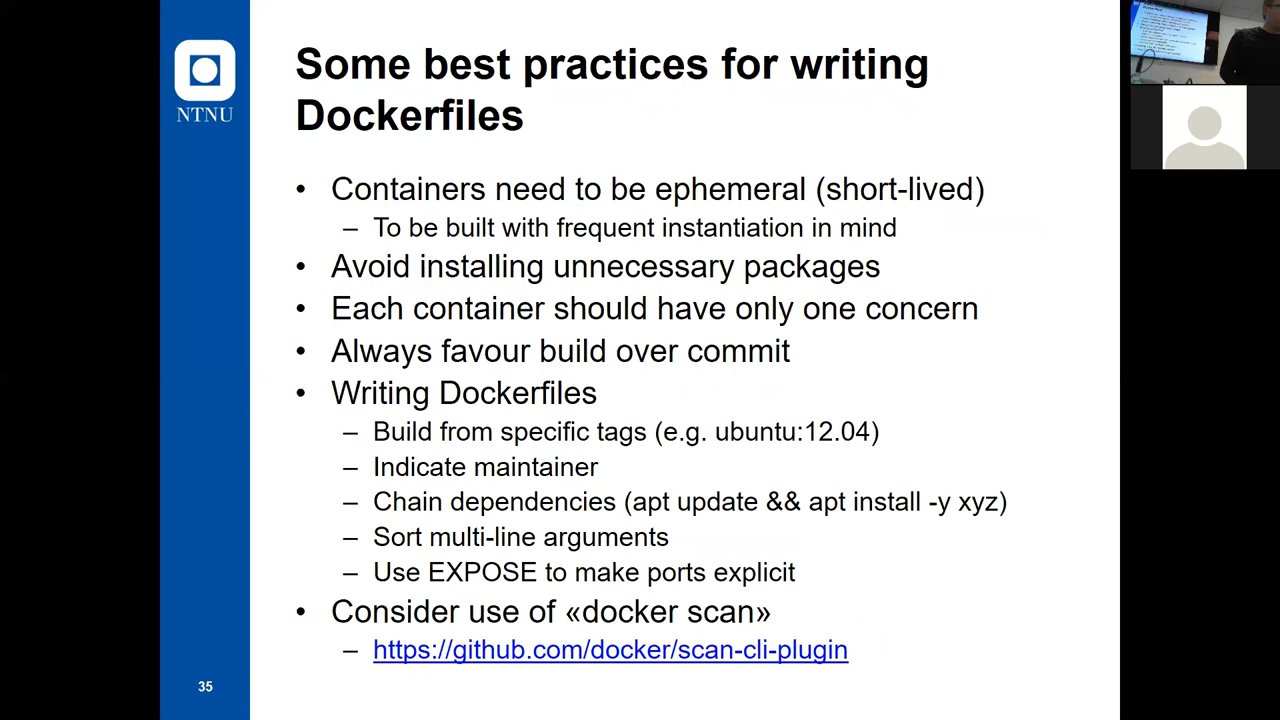 Some best practices for writing
Dockerfiles
NTNU
• Containers need to be ephemeral (short-lived)
– To be built with frequent instantiation in mind
• Avoid installing unnecessary packages
• Each container should have only one concern
• Always favour build over commit
• Writing Dockerfiles
– Build from specific tags (e.g. ubuntu:12.04)
– Indicate maintainer
– Chain dependencies (apt update && apt install -y xyz)
– Sort multi-line arguments
– Use EXPOSE to make ports explicit
• Consider use of «docker scan»
– https://github.com/docker/scan-cli-plugin
35